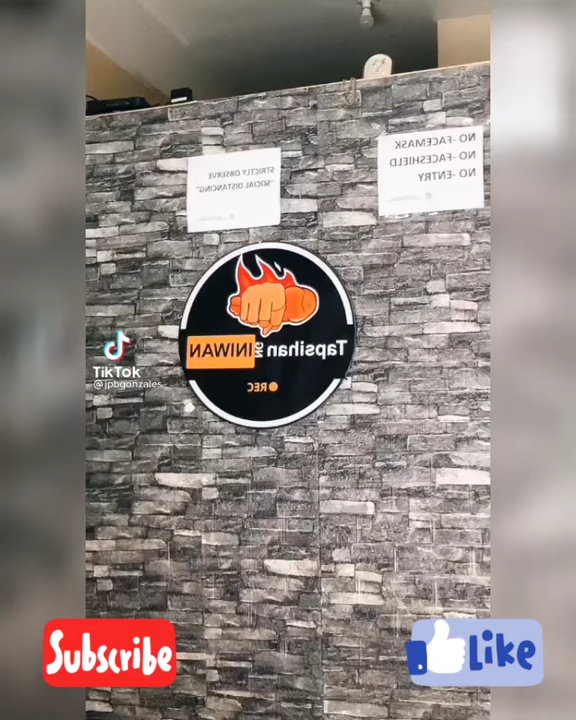 NO -FACEMASK
NO -FACESHIELD
NO -ENTRY
STRICTLY OBSERVE
"SOCIAL DISTANCING"
Tapsihan
INIWAN
REC
TikTok
@jpbgonzales
Subscribe
Like